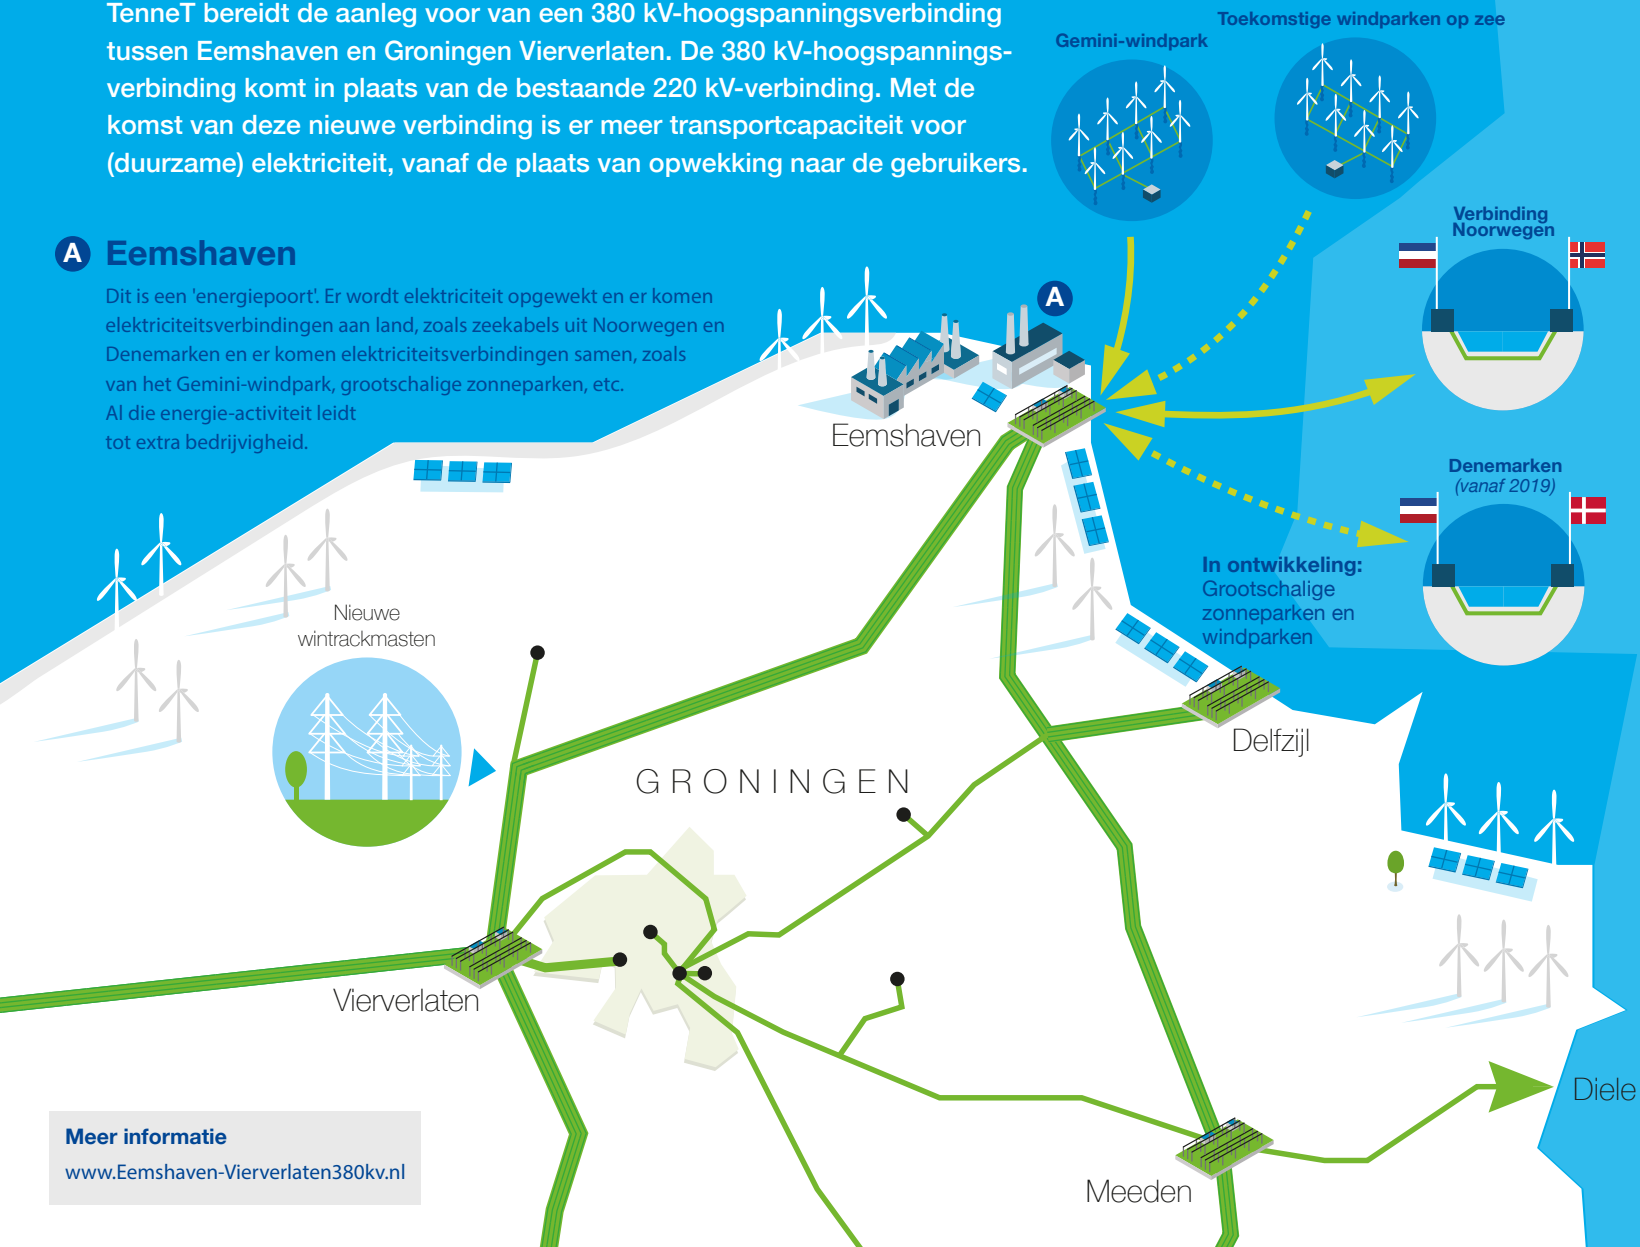 TenneT bereidt de aanleg voor van een 380 kV-hoogspanningsverbinding
tussen Eemshaven en Groningen Vierverlaten. De 380 kV-hoogspannings-
verbinding komt in plaats van de bestaande 220 kV-verbinding. Met de
komst van deze nieuwe verbinding is er meer transportcapaciteit voor
(duurzame) elektriciteit, vanaf de plaats van opwekking naar de gebruikers.
Toekomstige windparken op zee
Gemini-windpark
Verbinding
Noorwegen
A Eemshaven
Dit is een 'energiepoort'. Er wordt elektriciteit opgewekt en er komen
elektriciteitsverbindingen aan land, zoals zeekabels uit Noorwegen en
Denemarken en er komen elektriciteitsverbindingen samen, zoals
van het Gemini-windpark, grootschalige zonneparken, etc.
Al die energie-activiteit leidt
tot extra bedrijvigheid.
A
Eemshaven
Denemarken
(vanaf 2019)
In ontwikkeling:
Grootschalige
zonneparken en
windparken
Nieuwe
wintrackmasten
Delfzijl
GRONINGEN
Vierverlaten
Diele
Meeden
Meer informatie
www.Eemshaven-Vierverlaten380kv.nl